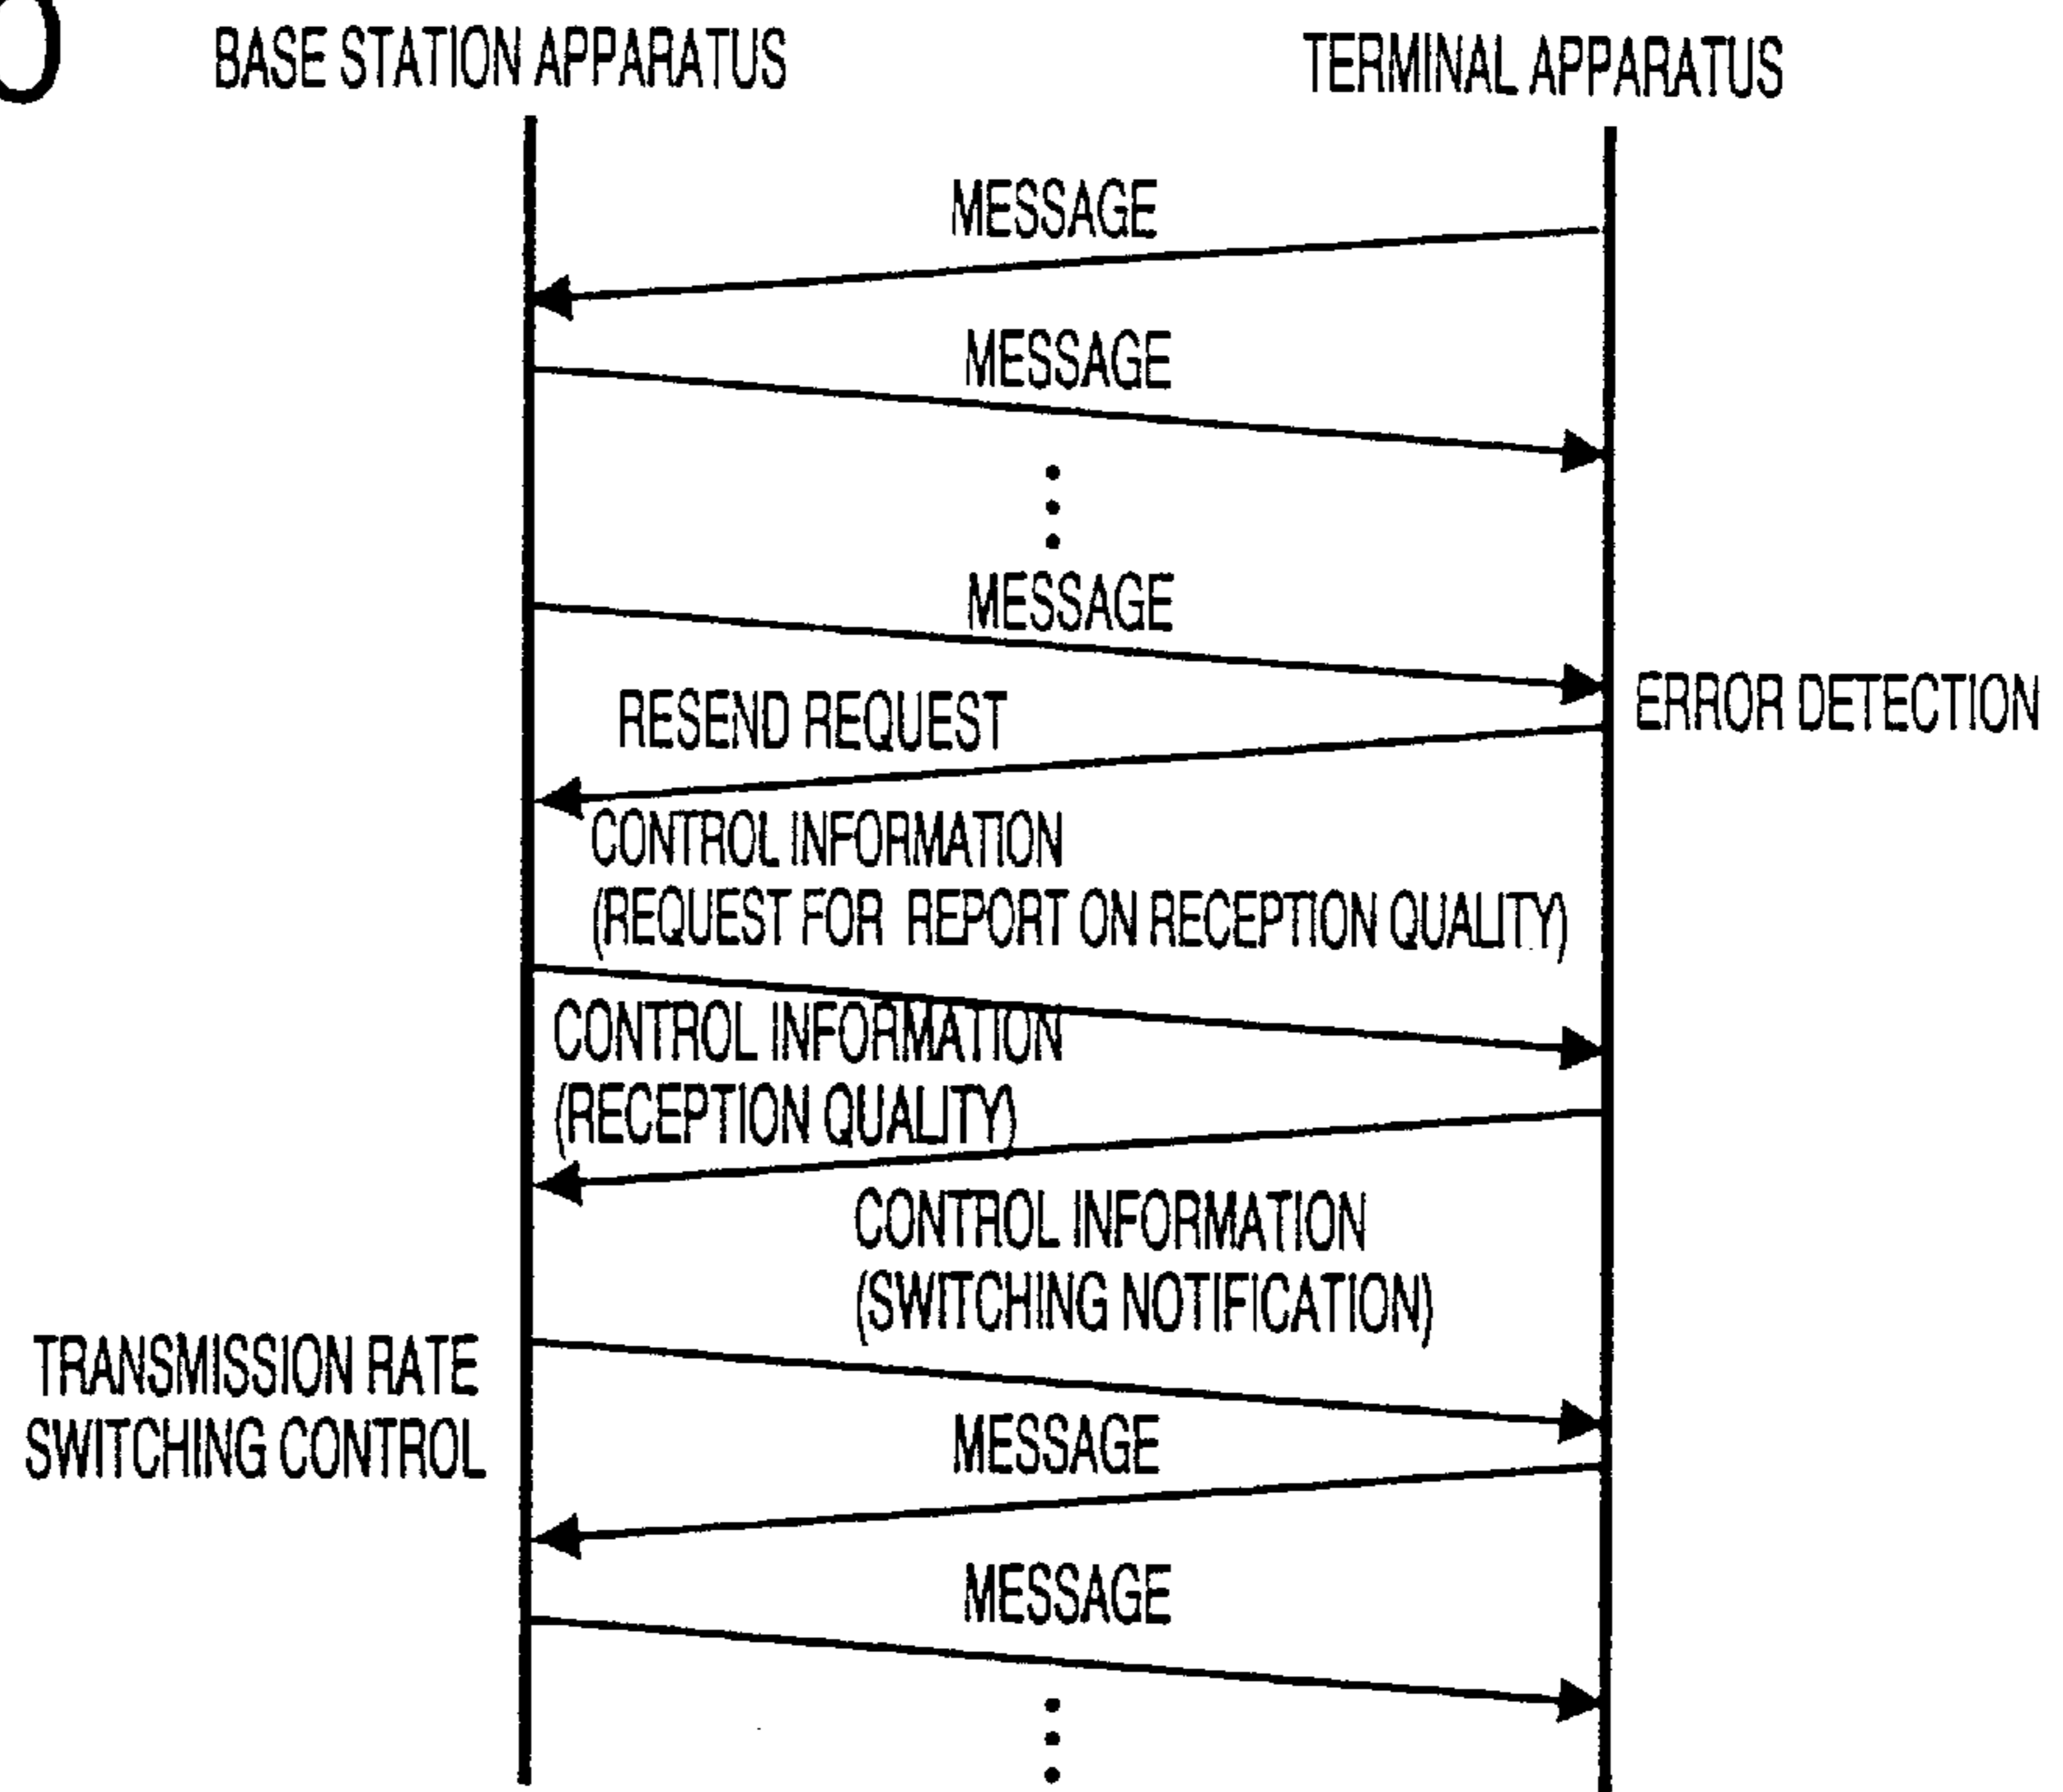 BASE STATION APPARATUS
TERMINAL APPARATUS
MESSAGE
MESSAGE
MESSAGE
ERROR DETECTION
RESEND REQUEST
CONTROL INFORMATION
(REQUEST FOR REPORT ON RECEPTION QUALITY)
CONTROL INFORMATION
(RECEPTION QUALITY)
CONTROL INFORMATION
(SWITCHING NOTIFICATION)
TRANSMISSION RATE
SWITCHING CONTROL
MESSAGE
MESSAGE